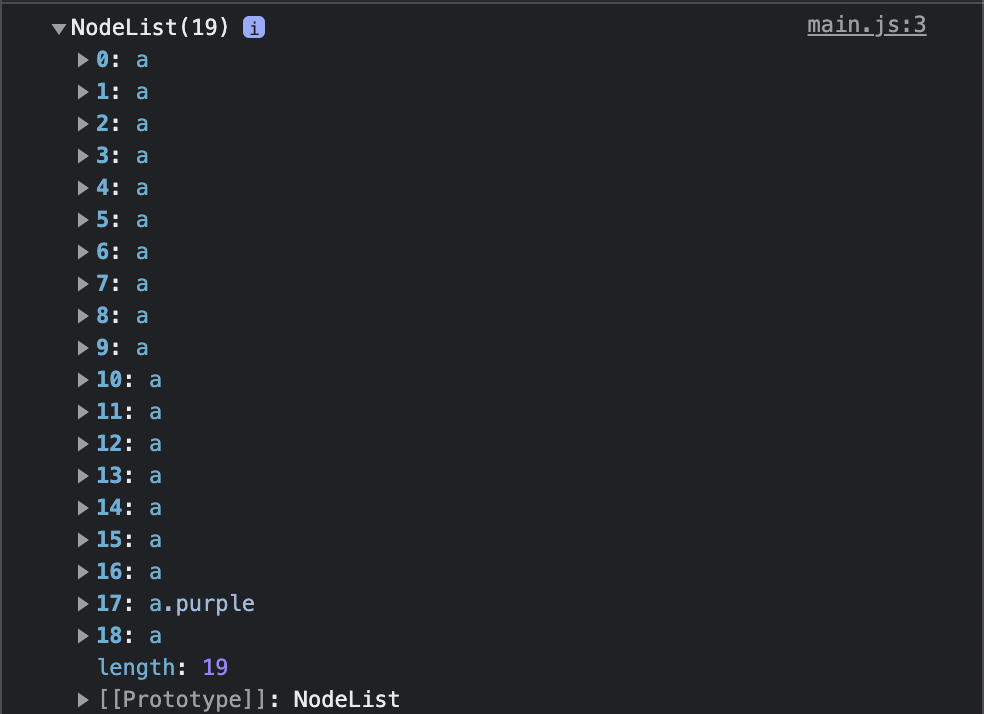 NodeList(19) i main.js:3
0: a
1: a
2: a
3: a
4: a
5: a
6: a
7: a
8: a
9: a
10: a
11: a
12: a
13: a
14: a
15: a
16: a
17: a.purple
18: a
length: 19
[[Prototype]]: NodeList